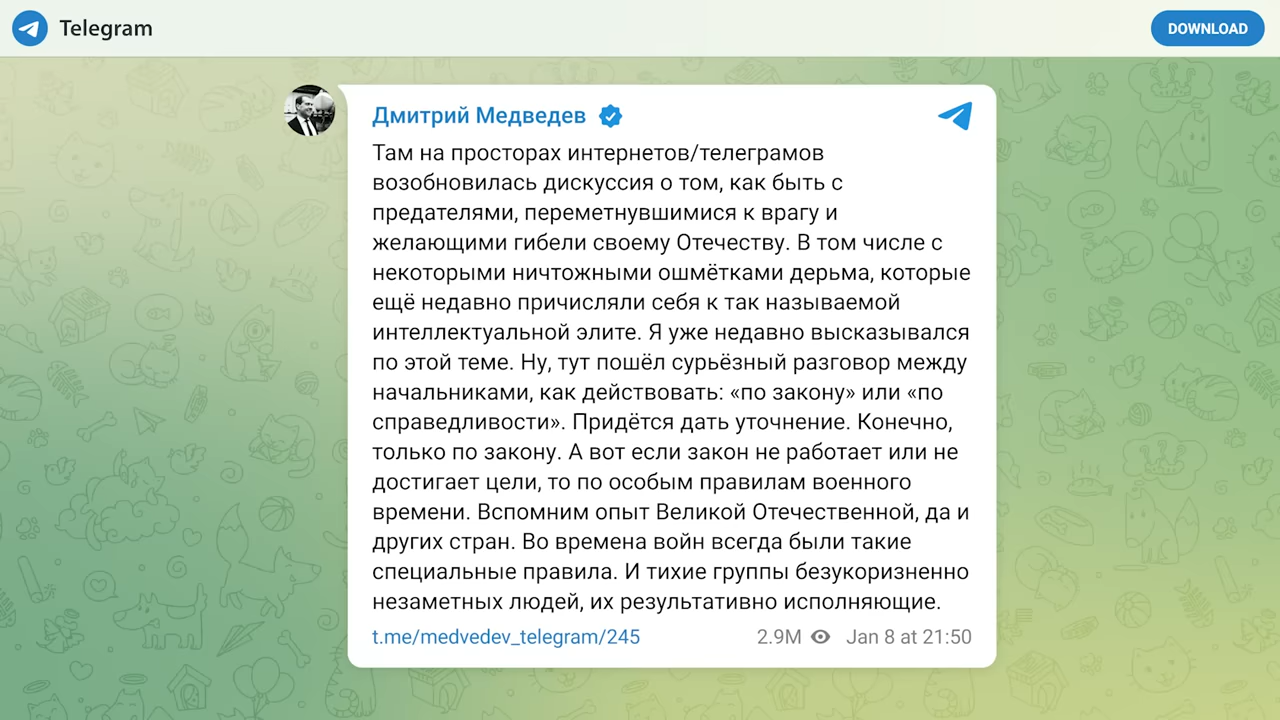 Telegram
DOWNLOAD
Дмитрий Медведев
Там на просторах интернетов/телеграмов
возобновилась дискуссия о том, как быть с
предателями, переметнувшимися к врагу и
желающими гибели своему Отечеству. В том числе с
некоторыми ничтожными ошмётками дерьма, которые
ещё недавно причисляли себя к так называемой
интеллектуальной элите. Я уже недавно высказывался
по этой теме. Ну, тут пошёл сурьёзный разговор между
начальниками, как действовать: «по закону» или «по
справедливости». Придётся дать уточнение. Конечно,
только по закону. А вот если закон не работает или не
достигает цели, то по особым правилам военного
времени. Вспомним опыт Великой Отечественной, да и
других стран. Во времена войн всегда были такие
специальные правила. И тихие группы безукоризненно
незаметных людей, их результативно исполняющие.
t.me/medvedev_telegram/245 2.9M Jan 8 at 21:50